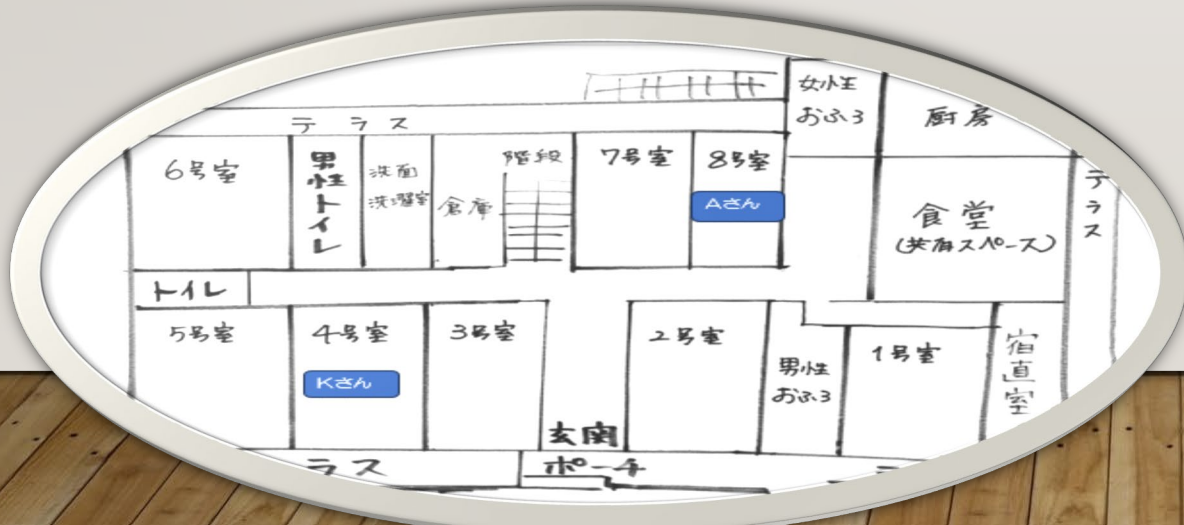 女性
おふろ
厨房
テラス
6号室
男性トイレ
洗面
洗濯室
倉庫
階段
7号室
8号室
Aさん
食堂
(共有スペース)
テラス
トイレ
5号室
4号室
Kさん
3号室
2号室
男性
おふろ
1号室
宿直室
玄関
ラス
ポーチ
テ